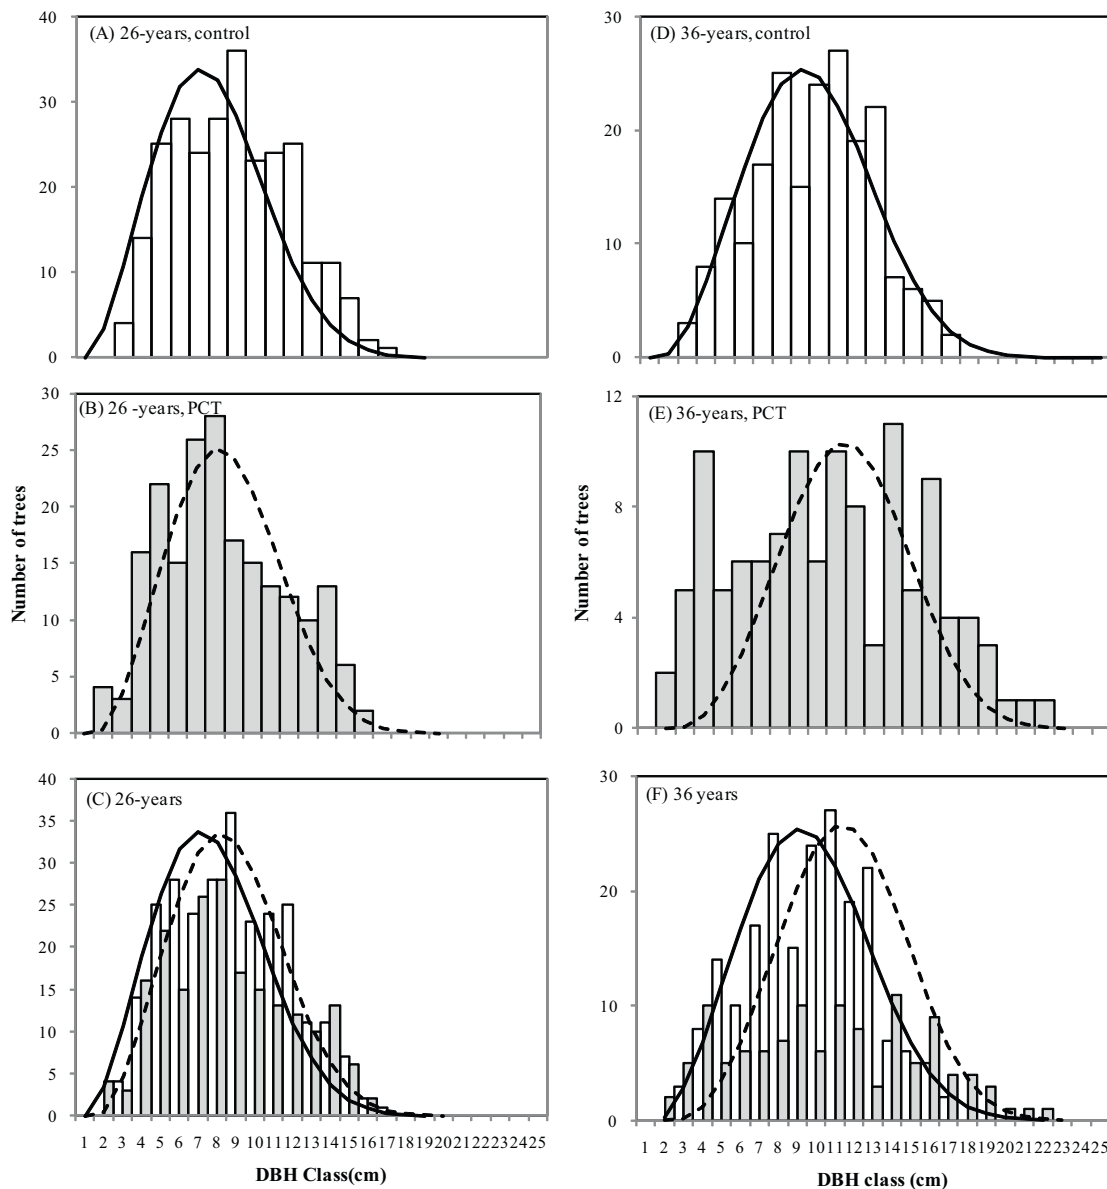 (A) 26-years, control
40
30
20
10
0
(D) 36-years, control
30
20
10
0
(B) 26 -years, PCT
30
25
20
15
10
5
0
Number of trees
(E) 36-years, PCT
12
8
4
0
Number of trees
(C) 26-years
40
35
30
25
20
15
10
5
0
1 2 3 4 5 6 7 8 9 10 11 12 13 14 15 16 17 18 19 20 21 22 23 24 25
DBH Class(cm)
(F) 36 years
30
20
10
0
1 2 3 4 5 6 7 8 9 10 11 12 13 14 15 16 17 18 19 20 21 22 23 24 25
DBH class (cm)